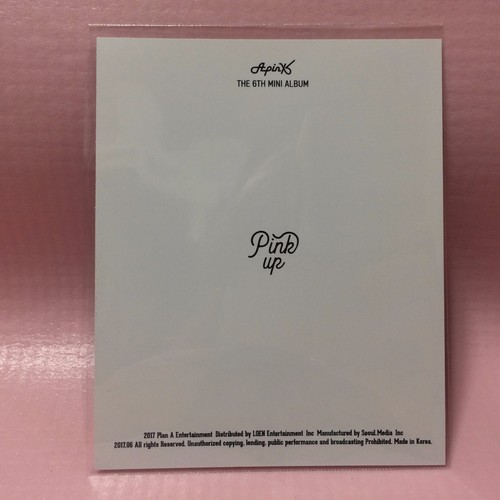 Apink
THE 6TH MINI ALBUM
Pink
up
2017 Plan A Entertainment Distributed by LOEN Entertainment Inc Manufactured by Seoul.Media Inc
2017.06 All rights Reserved. Unauthorized copying, lending, public performance and broadcasting Prohibited. Made in Korea.